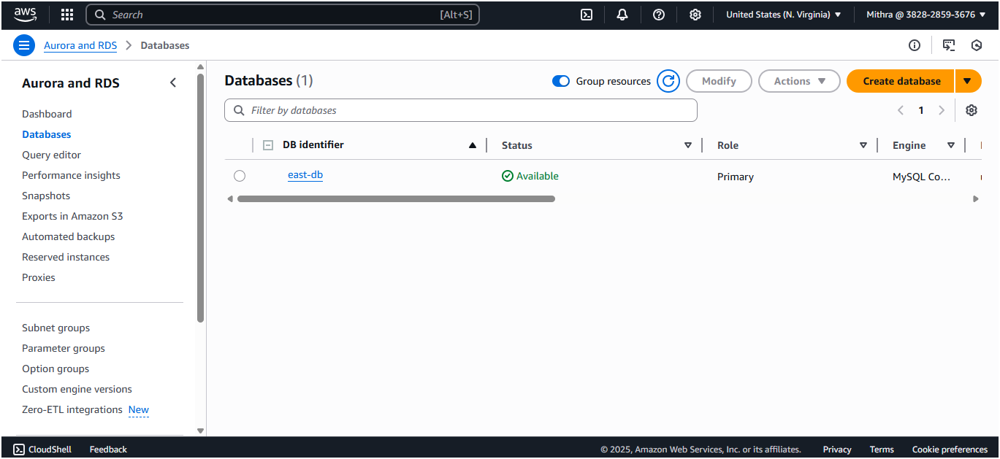 aws
Search [Alt+S]
United States (N. Virginia)
Mithra @ 3828-2859-3676
Aurora and RDS
Databases
Aurora and RDS
Dashboard
Databases
Query editor
Performance insights
Snapshots
Exports in Amazon S3
Automated backups
Reserved instances
Proxies
Subnet groups
Parameter groups
Option groups
Custom engine versions
Zero-ETL integrations New
Databases (1)
Group resources
Modify
Actions
Create database
Filter by databases
1
DB identifier Status Role Engine
east-db Available Primary MySQL Co...
CloudShell Feedback
© 2025, Amazon Web Services, Inc. or its affiliates. Privacy Terms Cookie preferences